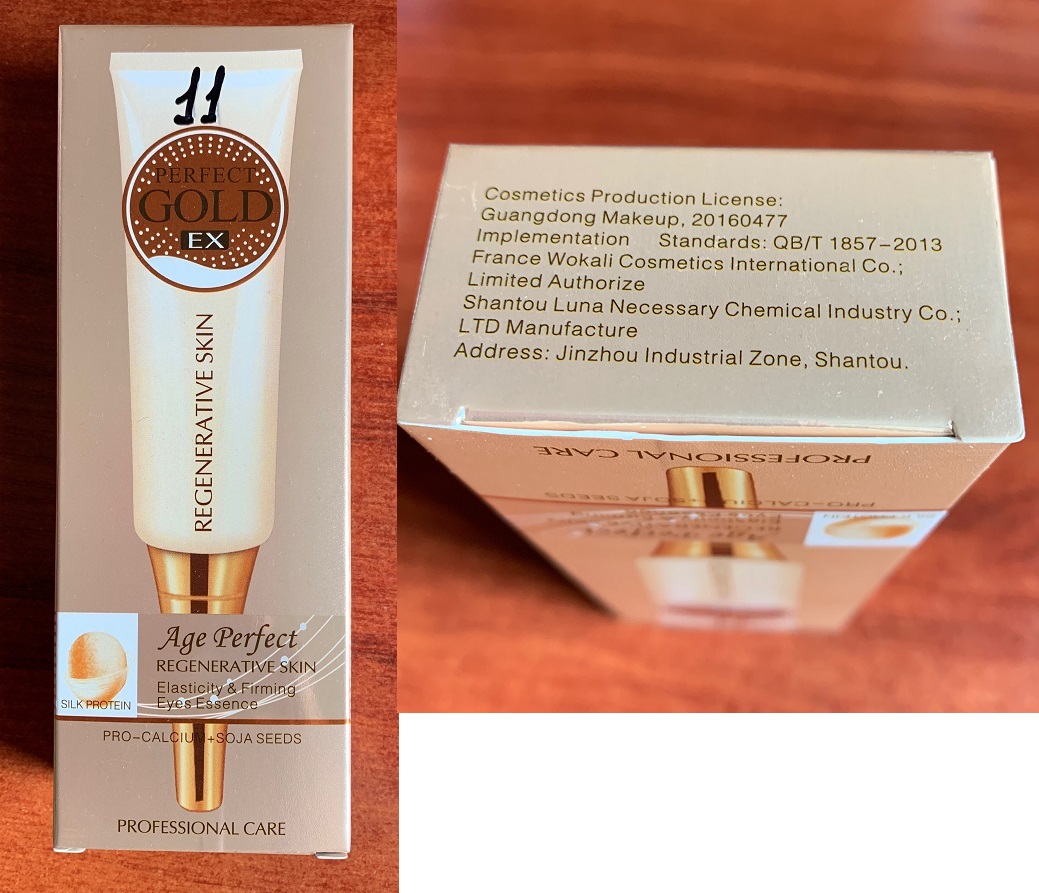 11
PERFECT
GOLD
EX
REGENERATIVE SKIN
Age Perfect
REGENERATIVE SKIN
Elasticity & Firming
Eyes Essence
SILK PROTEIN
PRO-CALCIUM+SOJA SEEDS
PROFESSIONAL CARE
Cosmetics Production License:
Guangdong Makeup, 20160477
Implementation Standards: QB/T 1857-2013
France Wokali Cosmetics International Co.;
Limited Authorize
Shantou Luna Necessary Chemical Industry Co.;
LTD Manufacture
Address: Jinzhou Industrial Zone, Shantou.
PROFESSIONAL CARE
PRO-CALCIUM+SOJA SEEDS
Age Perfect